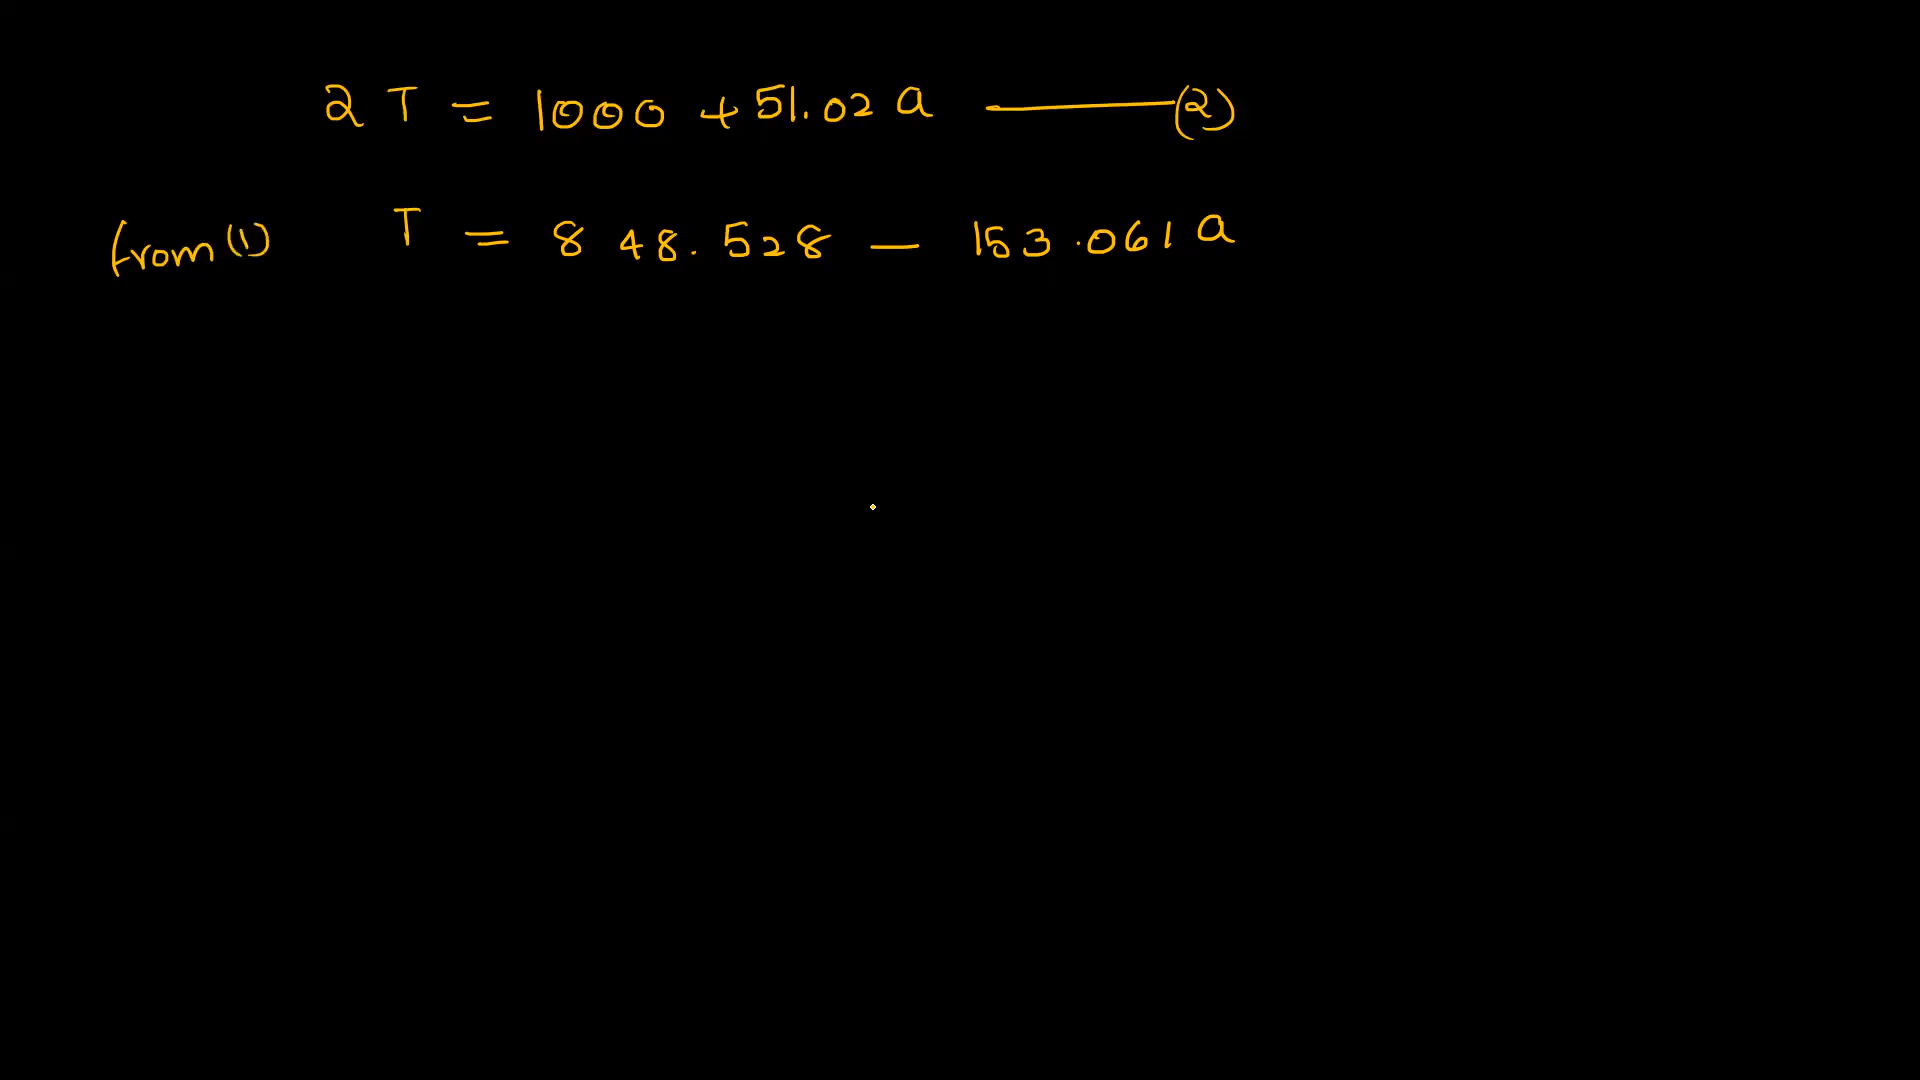 2 T = 1000 + 51.02 a ——— (2)
from (1) T = 848.528 — 153.061 a